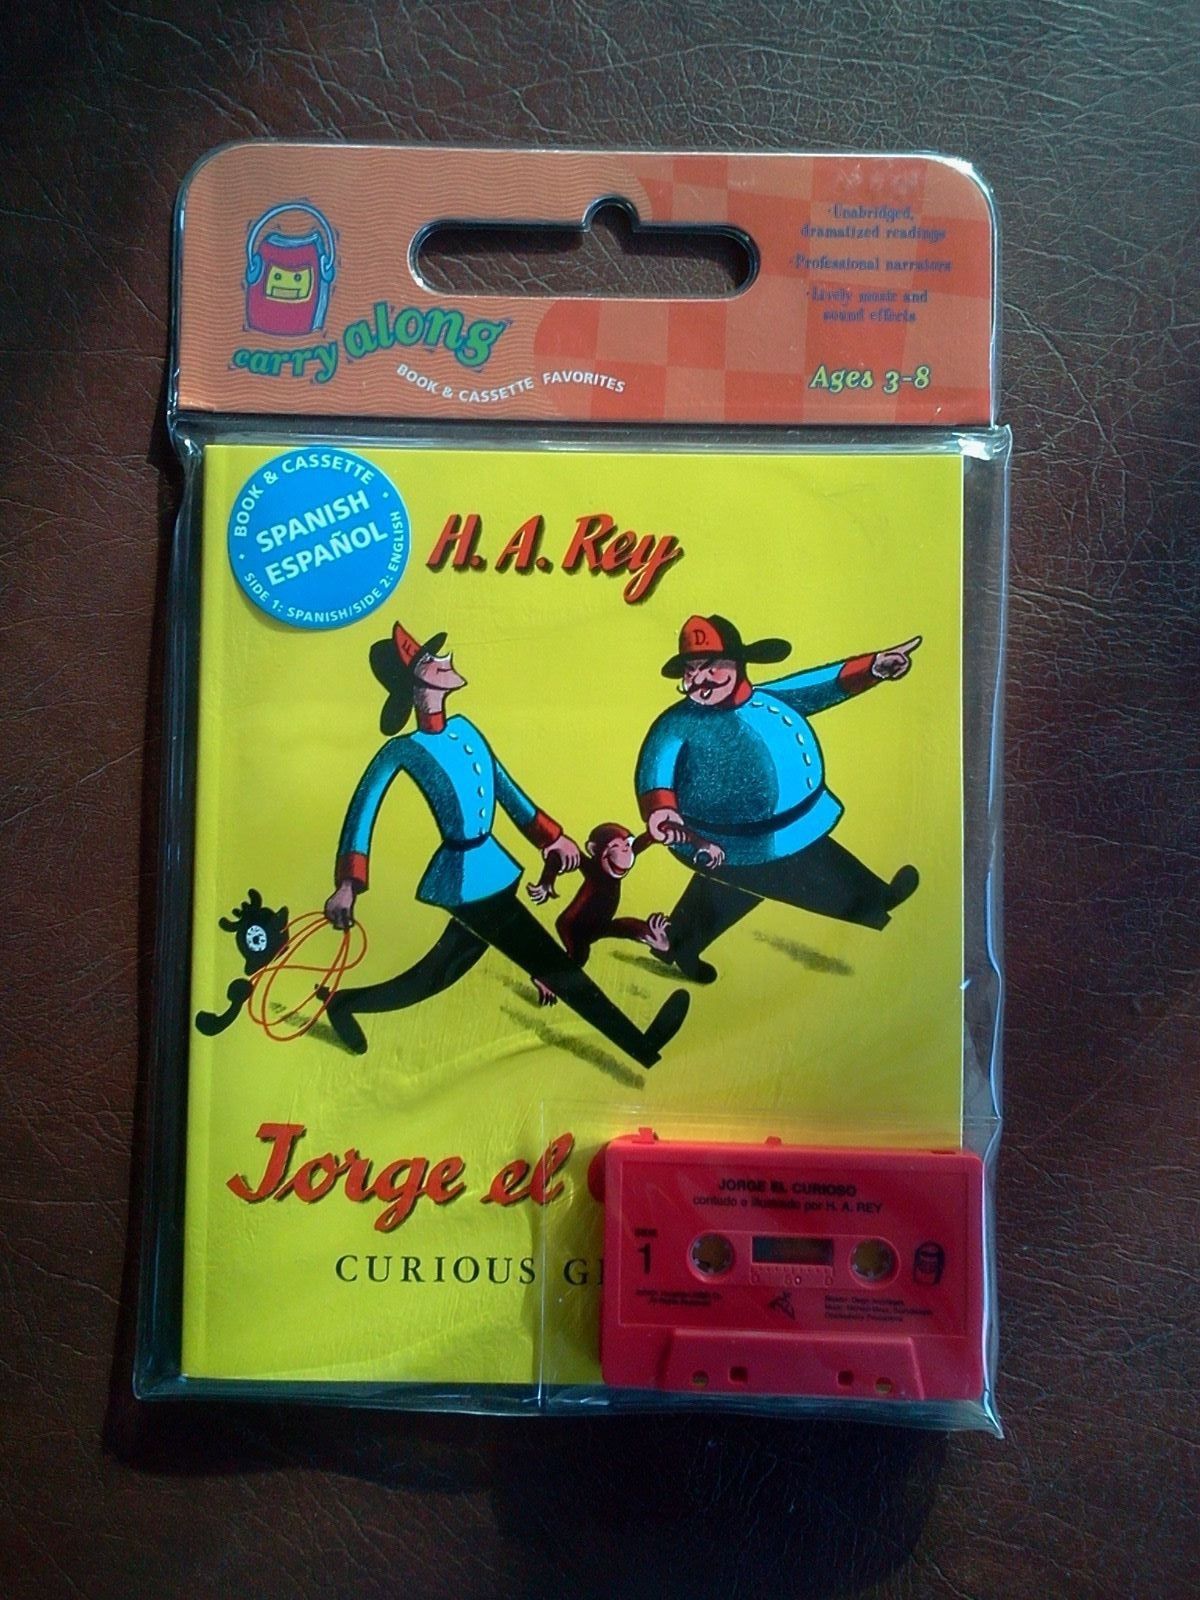 ·Unabridged,
dramatized readings
·Professional narrators
·Lively music and
sound effects
Ages 3-8
carry along
BOOK & CASSETTE FAVORITES
BOOK & CASSETTE
SPANISH
ESPAÑOL
SIDE 1: SPANISH/SIDE 2: ENGLISH
H. A. Rey
H.
D.
Jorge el
CURIOUS
JORGE EL CURIOSO
contado e ilustrado por H. A. REY
SIDE
1